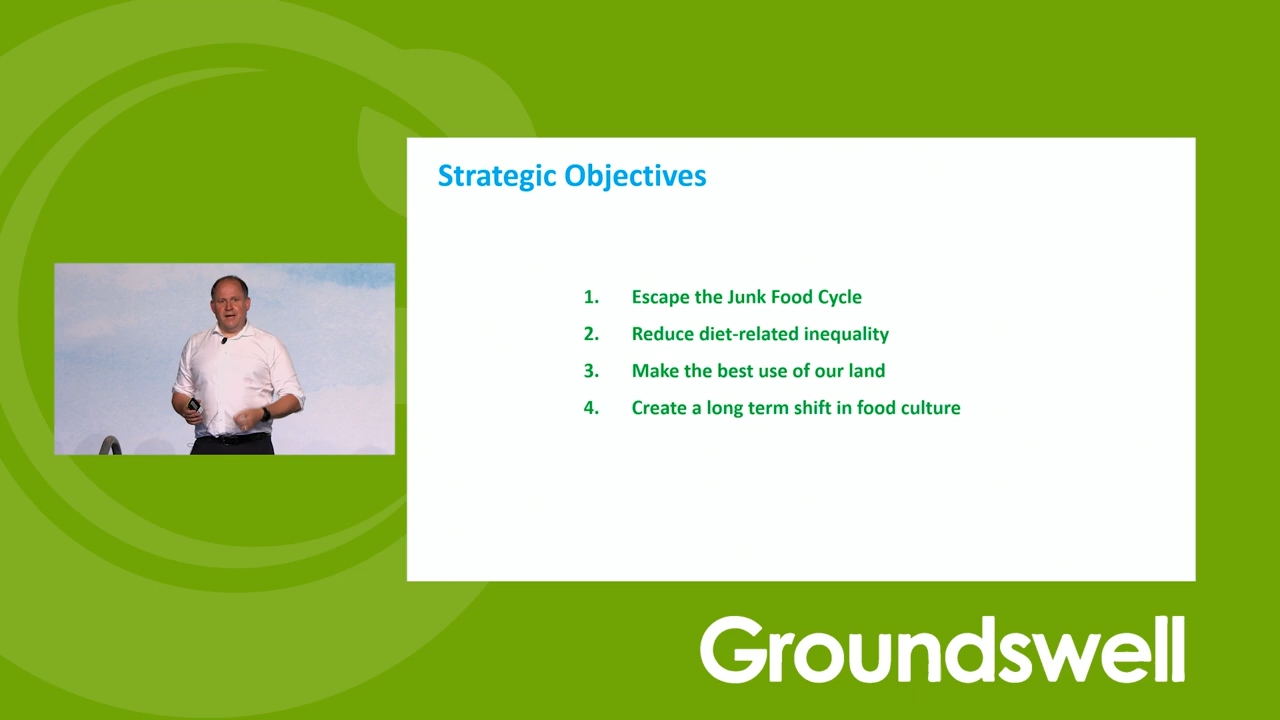 Strategic Objectives
1. Escape the Junk Food Cycle
2. Reduce diet-related inequality
3. Make the best use of our land
4. Create a long term shift in food culture
Groundswell